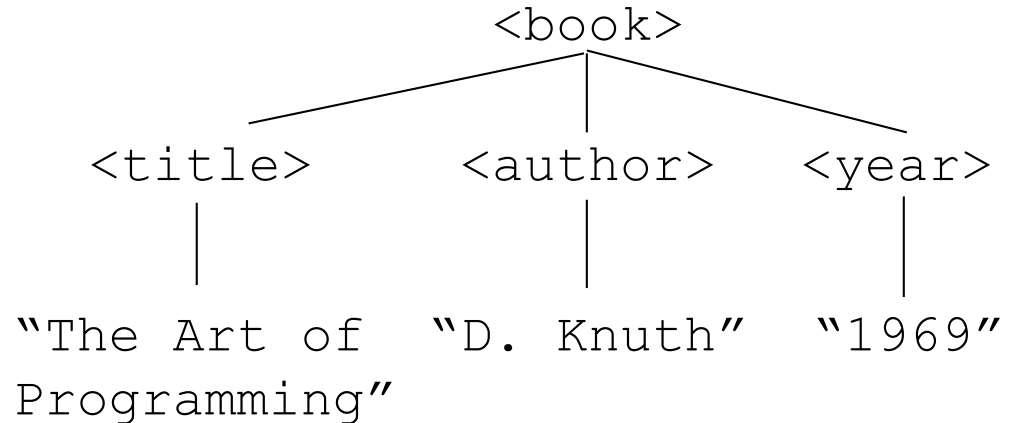 <book>
<title> <author> <year>
“The Art of “D. Knuth” “1969”
Programming”